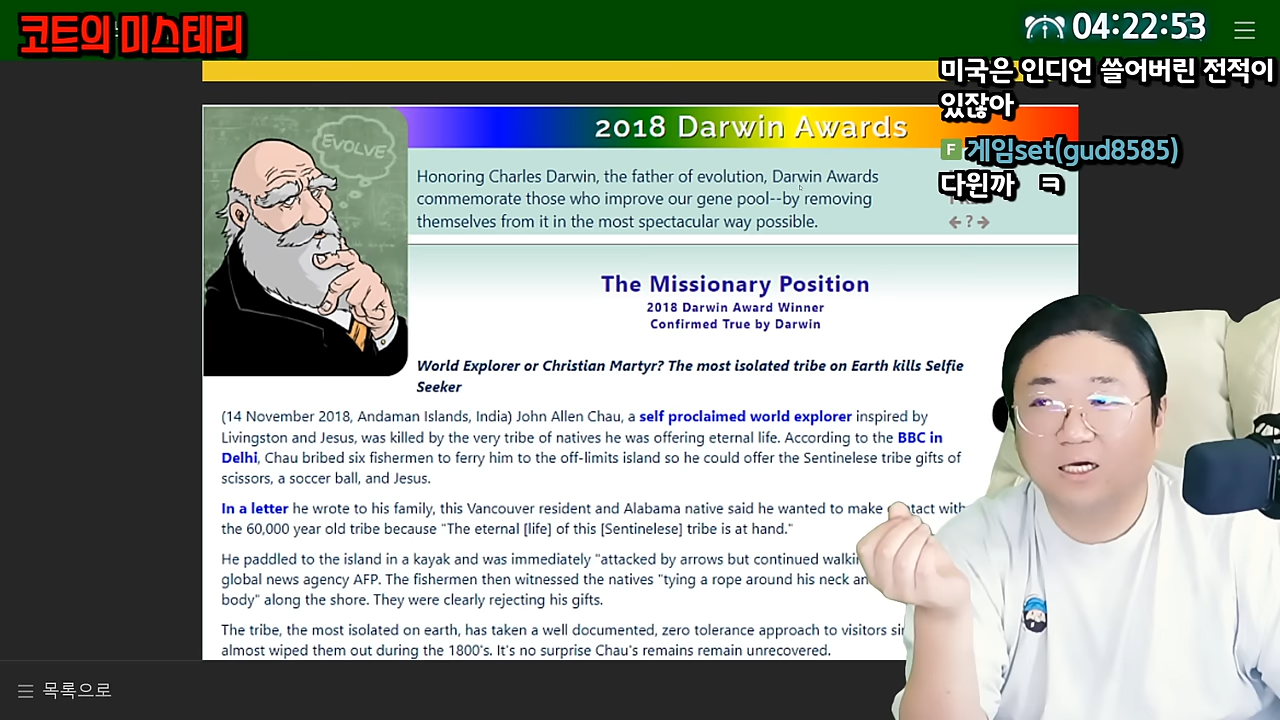 코트의 미스테리
04:22:53
미국은 인디언 쓸어버린 전적이
있잖아
F 게임set(gud8585)
다윈까 ㅋ
EVOLVE
2018 Darwin Awards
Honoring Charles Darwin, the father of evolution, Darwin Awards
commemorate those who improve our gene pool--by removing
themselves from it in the most spectacular way possible.
← ? →
The Missionary Position
2018 Darwin Award Winner
Confirmed True by Darwin
World Explorer or Christian Martyr? The most isolated tribe on Earth kills Selfie
Seeker
(14 November 2018, Andaman Islands, India) John Allen Chau, a self proclaimed world explorer inspired by
Livingston and Jesus, was killed by the very tribe of natives he was offering eternal life. According to the BBC in
Delhi, Chau bribed six fishermen to ferry him to the off-limits island so he could offer the Sentinelese tribe gifts of
scissors, a soccer ball, and Jesus.
In a letter he wrote to his family, this Vancouver resident and Alabama native said he wanted to make with
the 60,000 year old tribe because "The eternal [life] of this [Sentinelese] tribe is at hand."
He paddled to the island in a kayak and was immediately "attacked by arrows but continued
global news agency AFP. The fishermen then witnessed the natives "tying a rope around his neck
body" along the shore. They were clearly rejecting his gifts.
The tribe, the most isolated on earth, has taken a well documented, zero tolerance approach to visitors
almost wiped them out during the 1800's. It's no surprise Chau's remains remain unrecovered.
목록으로